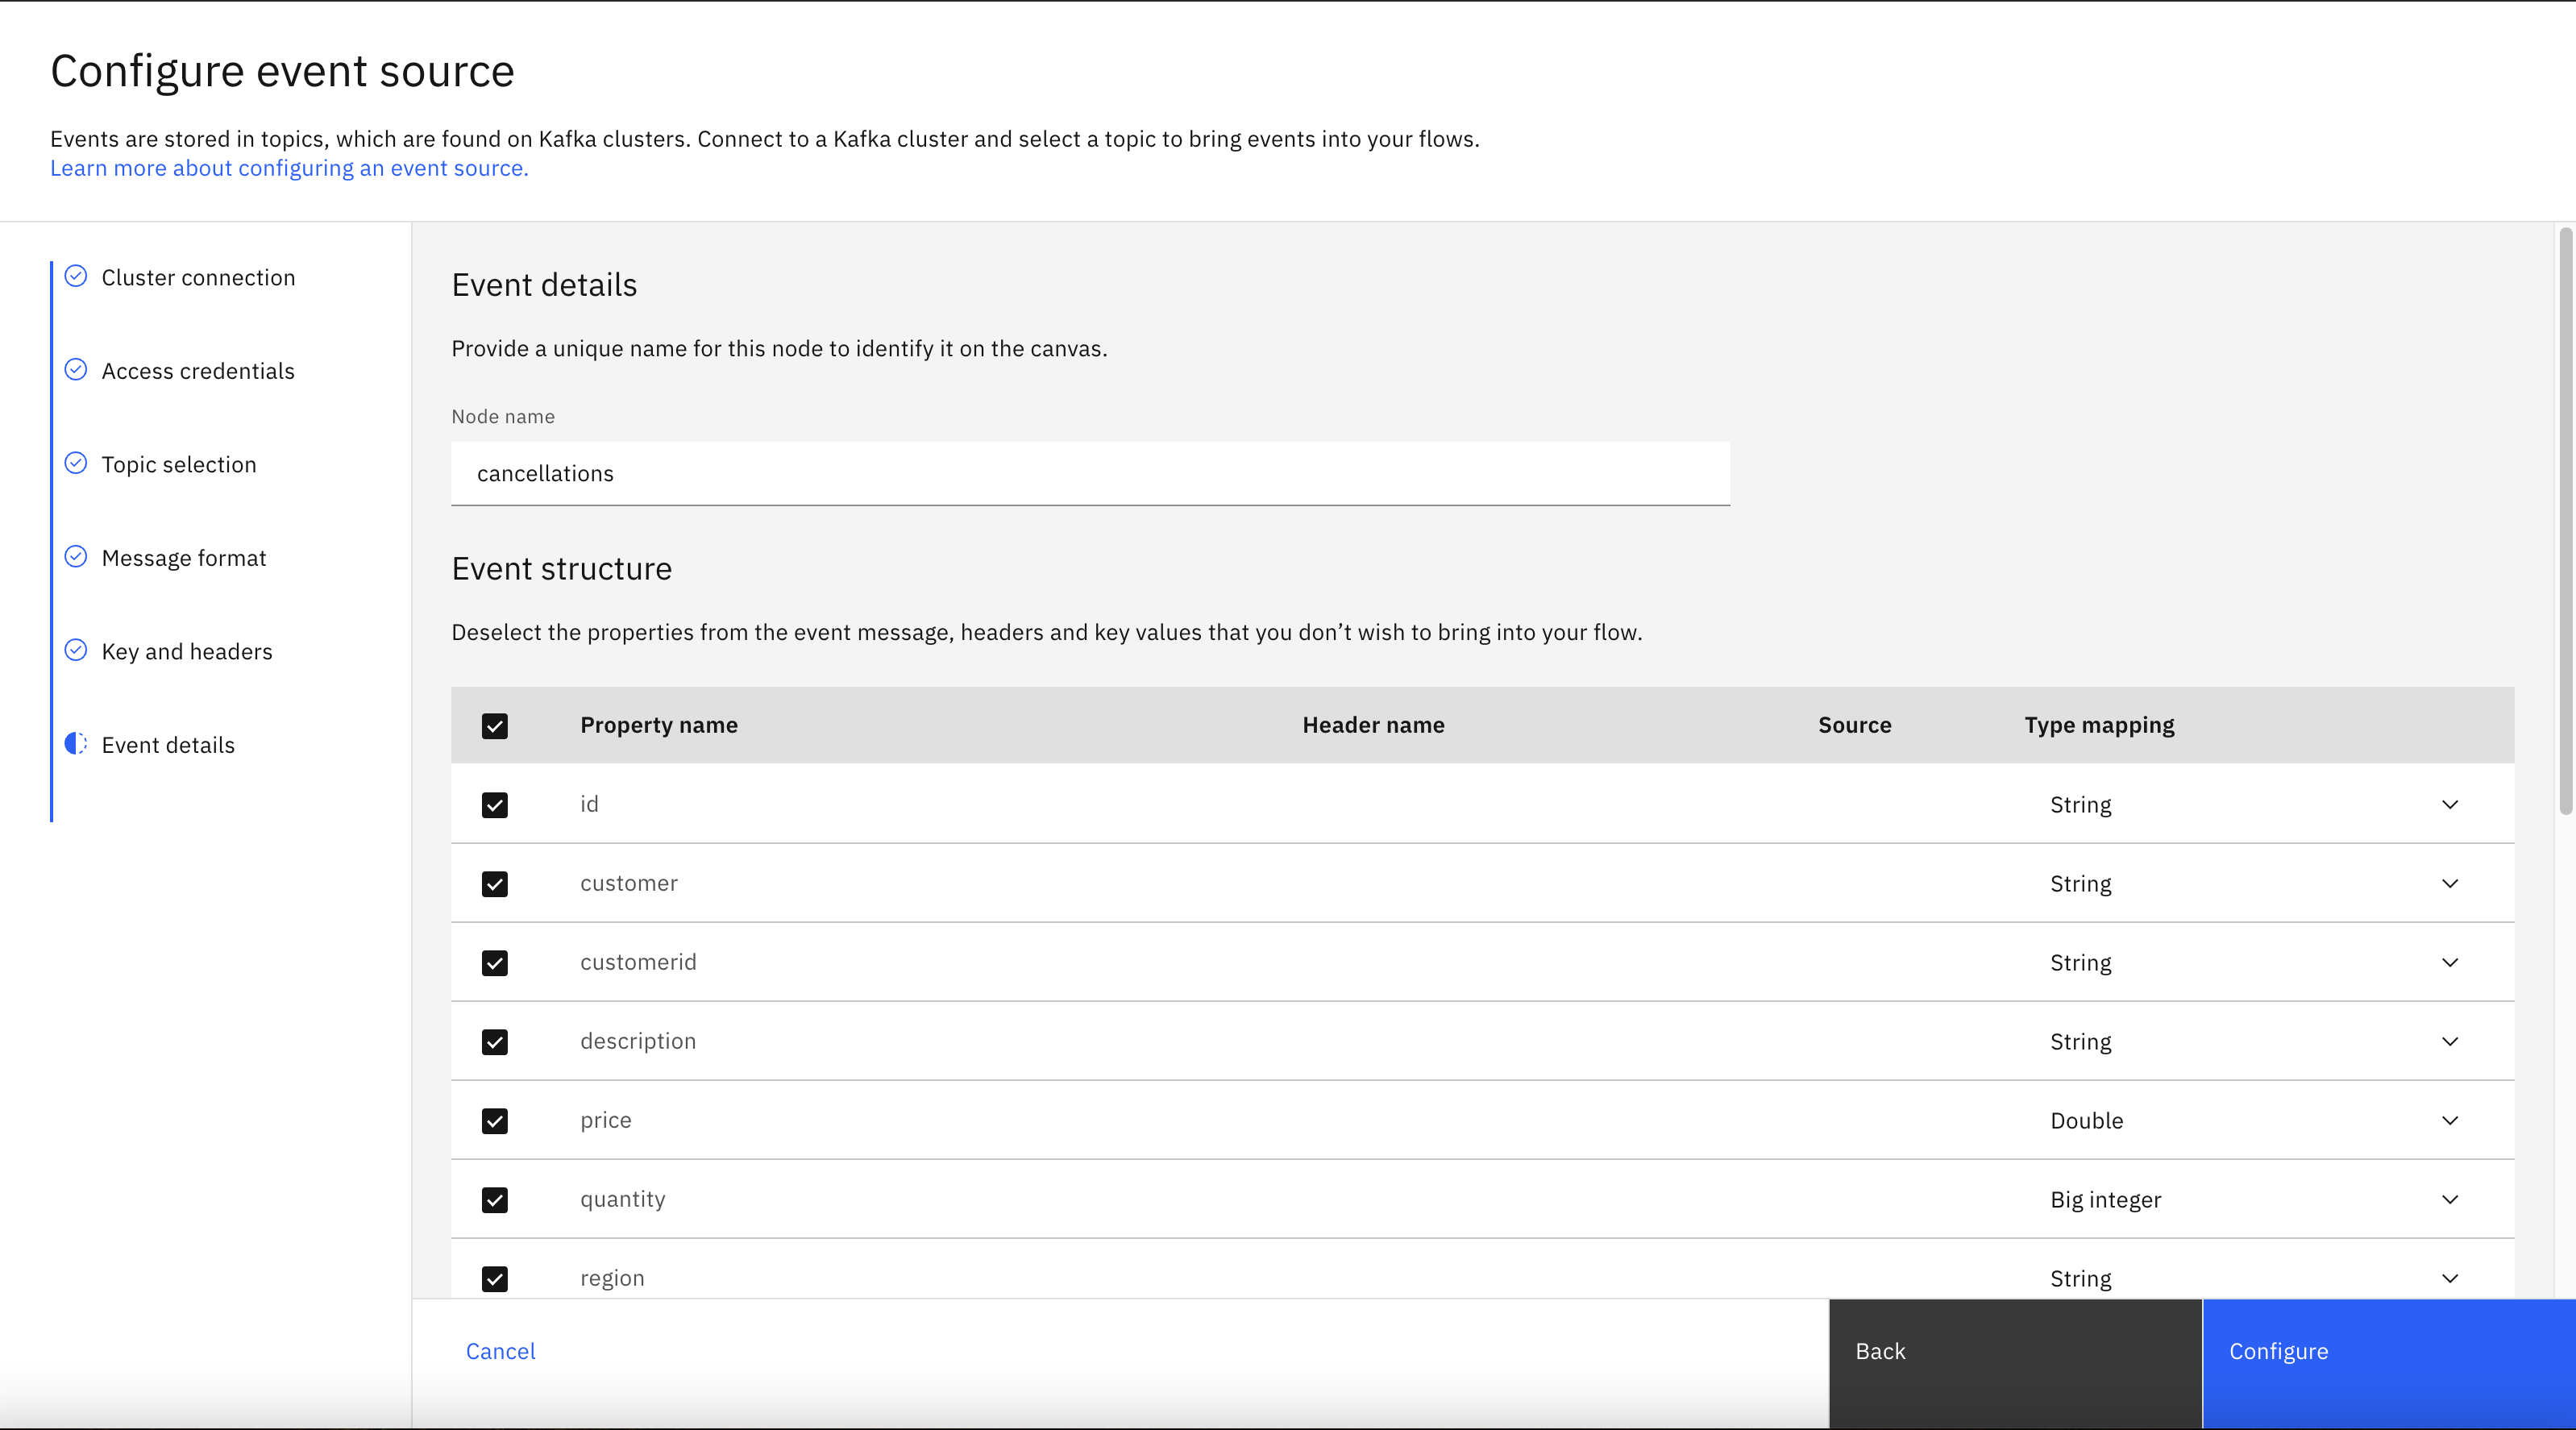 Configure event source
Events are stored in topics, which are found on Kafka clusters. Connect to a Kafka cluster and select a topic to bring events into your flows.
Learn more about configuring an event source.
Cluster connection
Access credentials
Topic selection
Message format
Key and headers
Event details
Event details
Provide a unique name for this node to identify it on the canvas.
Node name
cancellations
Event structure
Deselect the properties from the event message, headers and key values that you don’t wish to bring into your flow.
Property name Header name Source Type mapping
id String
customer String
customerid String
description String
price Double
quantity Big integer
region String
Cancel Back Configure